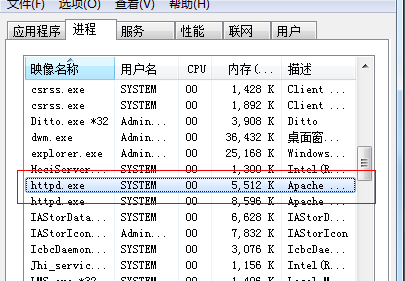 文件(F) 选项(O) 查看(V) 帮助(H)
应用程序 进程 服务 性能 联网 用户
映像名称 用户名 CPU 内存(... 描述
csrss.exe SYSTEM 00 1,428 K Client ...
csrss.exe SYSTEM 00 1,892 K Client ...
Ditto.exe *32 Admin... 00 3,908 K Ditto
dwm.exe Admin... 00 36,432 K 桌面窗...
explorer.exe Admin... 00 25,168 K Windows...
HeciServer... SYSTEM 00 1,300 K Intel(R...
httpd.exe SYSTEM 00 5,512 K Apache ...
httpd.exe SYSTEM 00 8,596 K Apache ...
IAStorData... SYSTEM 00 6,628 K IAStorD...
IAStorIcon... Admin... 00 7,832 K IAStorIcon
IcbcDaemon... SYSTEM 00 3,076 K IcbcDae...
Jhi_servic... SYSTEM 00 1,156 K Intel(R...
LMS.exe *32 SYSTEM 00 Intel(R...